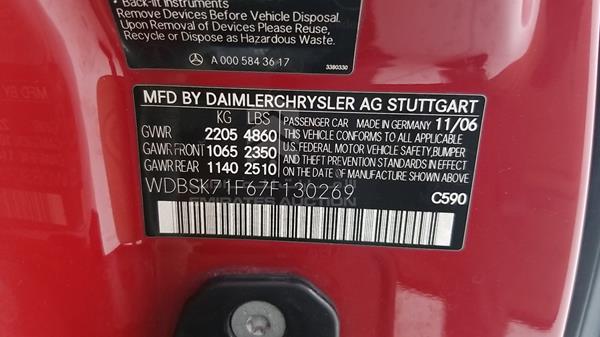 • Back-lit Instruments
Remove Devices Before Vehicle Disposal.
Upon Removal of Devices Please Reuse,
Recycle or Dispose as Hazardous Waste.
A 000 584 36 17
3380330
MFD BY DAIMLERCHRYSLER AG STUTTGART
KG LBS
GVWR 2205 4860
GAWR FRONT 1065 2350
GAWR REAR 1140 2510
PASSENGER CAR MADE IN GERMANY 11/06
THIS VEHICLE CONFORMS TO ALL APPLICABLE
U.S. FEDERAL MOTOR VEHICLE SAFETY,BUMPER
AND THEFT PREVENTION STANDARDS IN EFFECT
ON THE DATE OF MANUFACTURE SHOWN ABOVE
WDBSK71F67F130269
C590
EMIRATES AUCTION